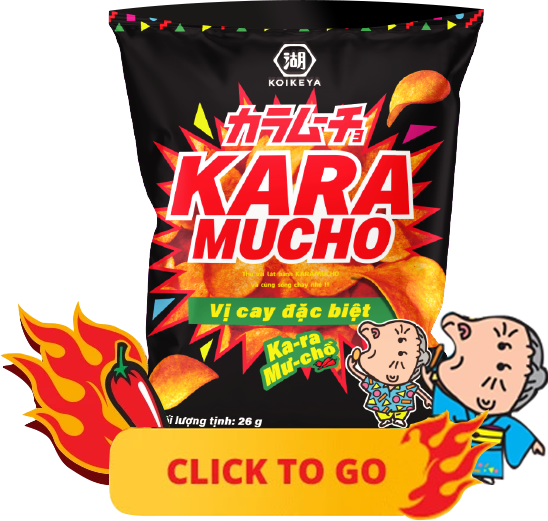 湖
KOIKEYA
カラムーチョ
KARA
MUCHO
Vị cay đặc biệt
Ka-ra
Mư-chồ
lượng tịnh: 26 g
CLICK TO GO